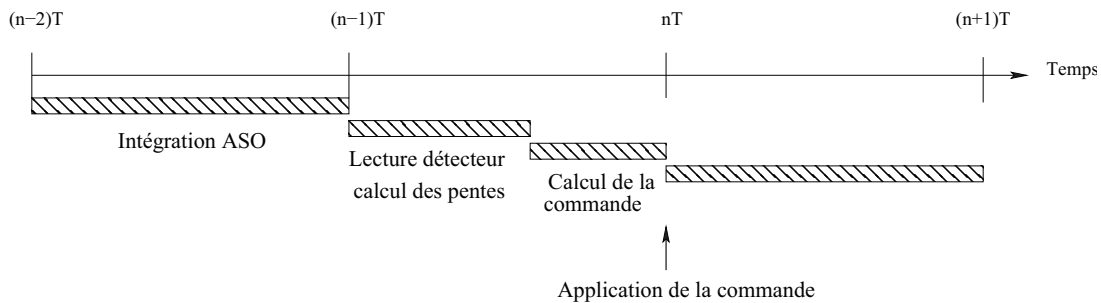 (n−2)T
(n−1)T
nT
(n+1)T
Temps
Intégration ASO
Lecture détecteur
calcul des pentes
Calcul de la
commande
Application de la commande